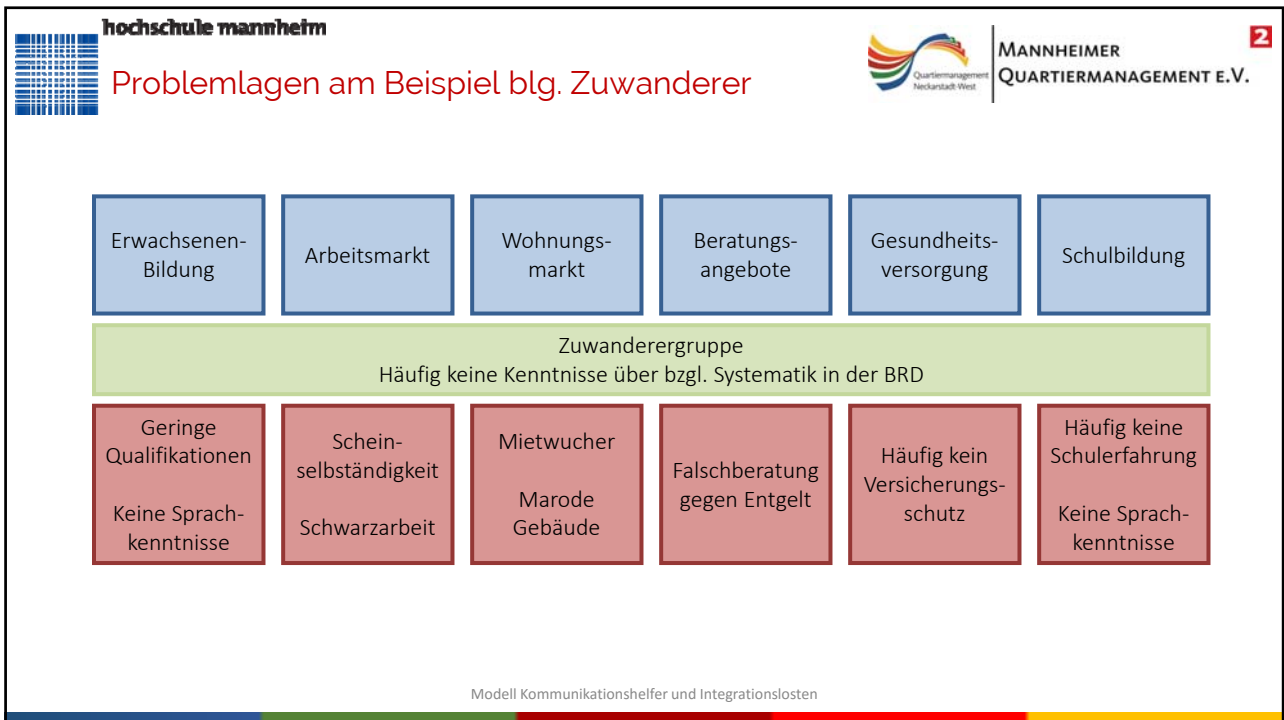 hochschule mannheim
Problemlagen am Beispiel blg. Zuwanderer
Quartiermanagement
Neckarstadt-West
MANNHEIMER
QUARTIERMANAGEMENT E.V.
2
Erwachsenen-
Bildung
Arbeitsmarkt
Wohnungs-
markt
Beratungs-
angebote
Gesundheits-
versorgung
Schulbildung
Zuwanderergruppe
Häufig keine Kenntnisse über bzgl. Systematik in der BRD
Geringe
Qualifikationen
Keine Sprach-
kenntnisse
Schein-
selbständigkeit
Schwarzarbeit
Mietwucher
Marode
Gebäude
Falschberatung
gegen Entgelt
Häufig kein
Versicherungs-
schutz
Häufig keine
Schulerfahrung
Keine Sprach-
kenntnisse
Modell Kommunikationshelfer und Integrationslosten